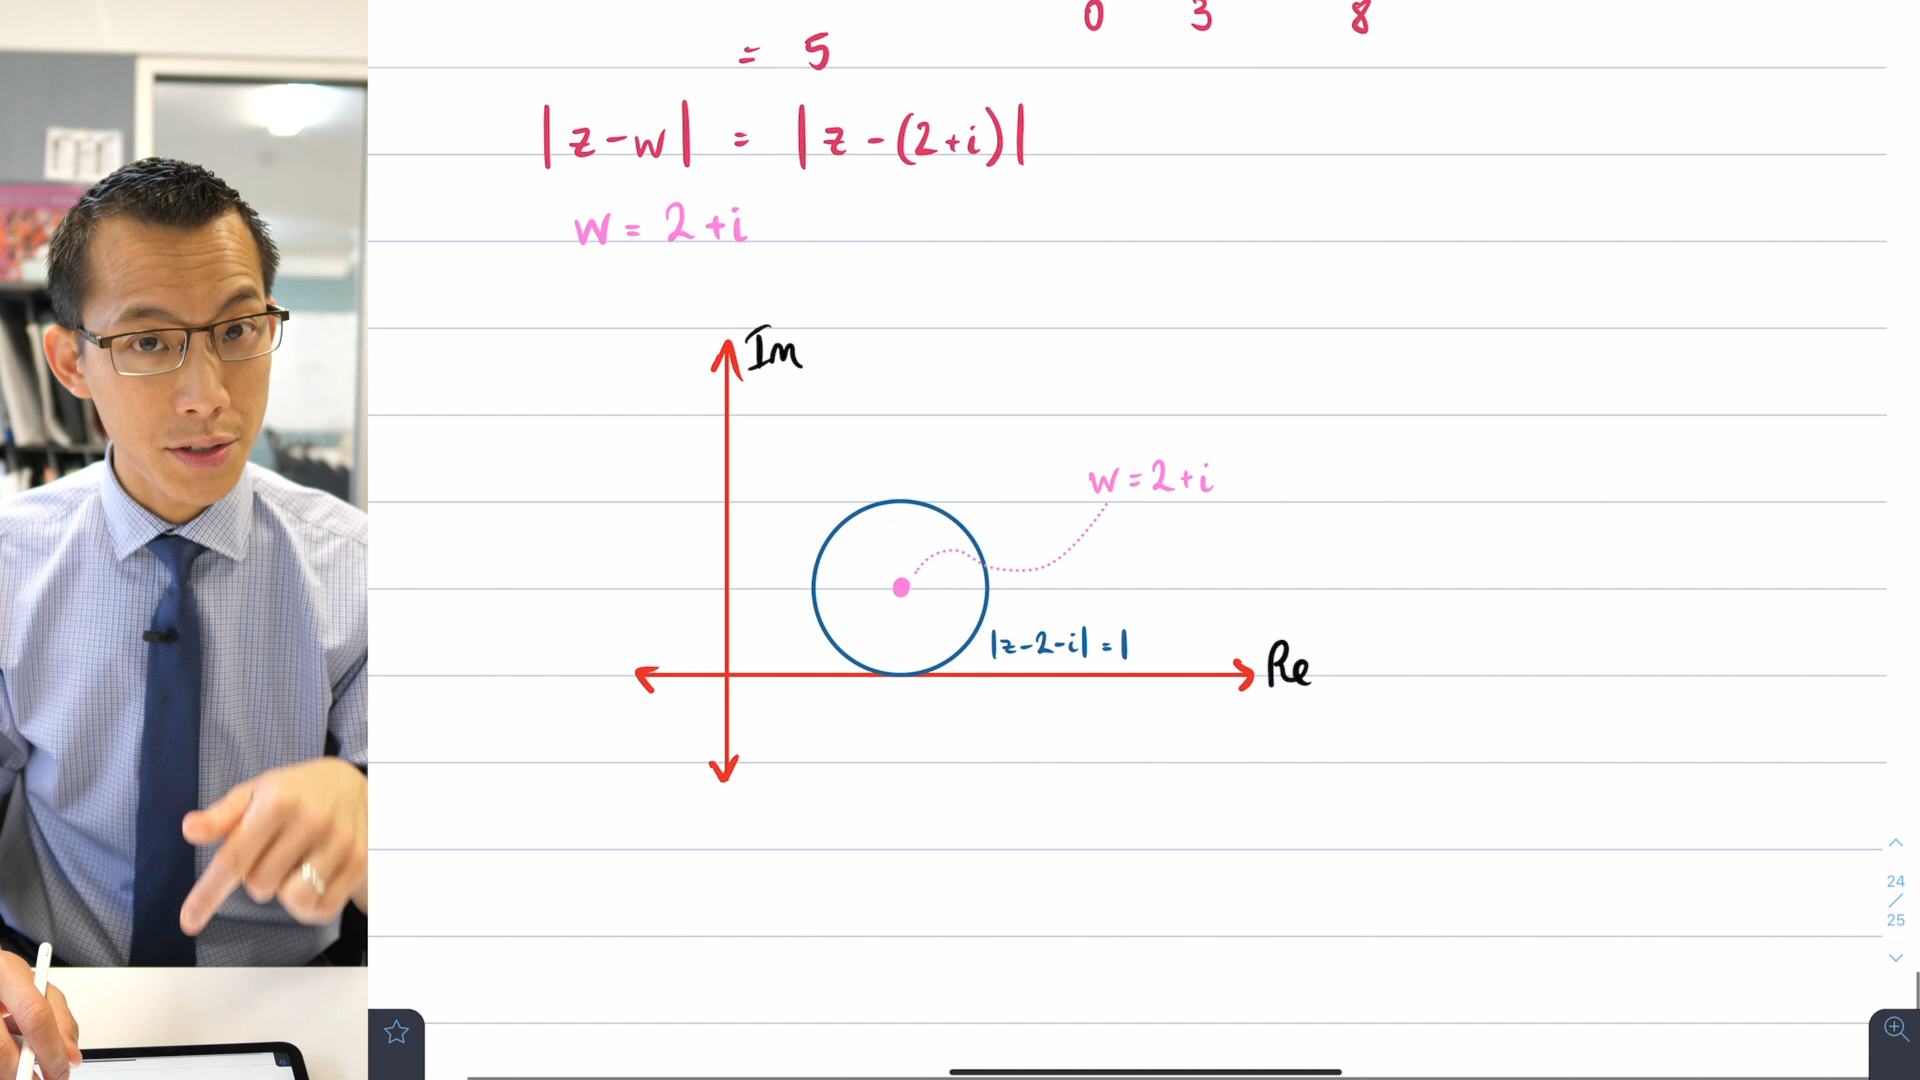 0 3 8
= 5
|z-w| = |z-(2+i)|
w = 2+i
Im
w=2+i
|z-2-i| = 1
Re
24
/
25